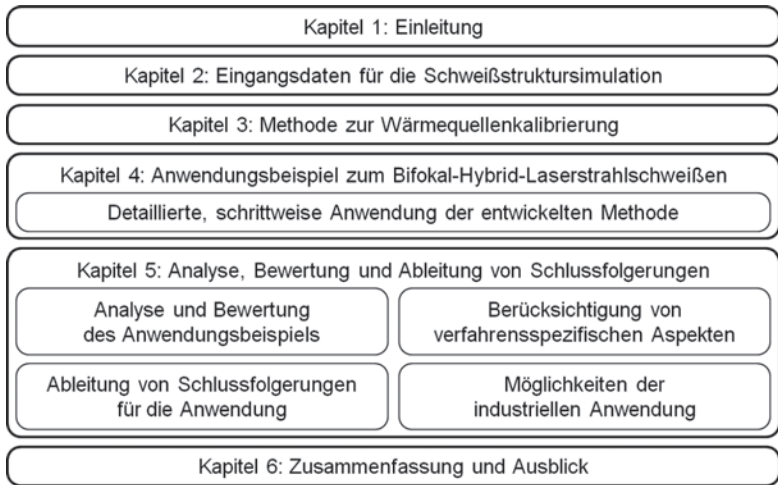 Kapitel 1: Einleitung
Kapitel 2: Eingangsdaten für die Schweißstruktursimulation
Kapitel 3: Methode zur Wärmequellenkalibrierung
Kapitel 4: Anwendungsbeispiel zum Bifokal-Hybrid-Laserstrahlschweißen
Detaillierte, schrittweise Anwendung der entwickelten Methode
Kapitel 5: Analyse, Bewertung und Ableitung von Schlussfolgerungen
Analyse und Bewertung
des Anwendungsbeispiels
Berücksichtigung von
verfahrensspezifischen Aspekten
Ableitung von Schlussfolgerungen
für die Anwendung
Möglichkeiten der
industriellen Anwendung
Kapitel 6: Zusammenfassung und Ausblick